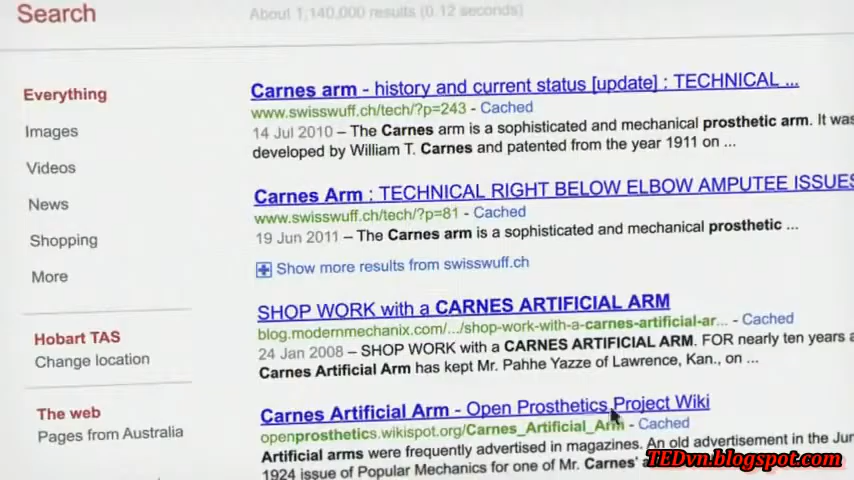 Search
About 1,140,000 results (0.12 seconds)
Everything
Images
Videos
News
Shopping
More
Hobart TAS
Change location
The web
Pages from Australia
Carnes arm - history and current status [update] : TECHNICAL ...
www.swisswuff.ch/tech/?p=243 - Cached
14 Jul 2010 – The Carnes arm is a sophisticated and mechanical prosthetic arm. It was
developed by William T. Carnes and patented from the year 1911 on ...
Carnes Arm : TECHNICAL RIGHT BELOW ELBOW AMPUTEE ISSUES
www.swisswuff.ch/tech/?p=81 - Cached
19 Jun 2011 – The Carnes arm is a sophisticated and mechanical prosthetic ...
Show more results from swisswuff.ch
SHOP WORK with a CARNES ARTIFICIAL ARM
blog.modernmechanix.com/.../shop-work-with-a-carnes-artificial-ar... - Cached
24 Jan 2008 – SHOP WORK with a CARNES ARTIFICIAL ARM. FOR nearly ten years a
Carnes Artificial Arm has kept Mr. Pahhe Yazze of Lawrence, Kan., on ...
Carnes Artificial Arm - Open Prosthetics Project Wiki
openprosthetics.wikispot.org/Carnes_Artificial_Arm - Cached
Artificial arms were frequently advertised in magazines. An old advertisement in the Jun
1924 issue of Popular Mechanics for one of Mr. Carnes' a
TEDvn.blogspot.com